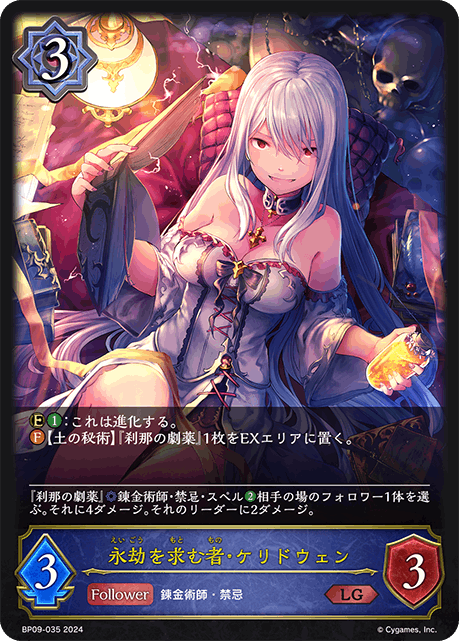 3
E 1：これは進化する。
F【土の秘術】『刹那の劇薬』1枚をEXエリアに置く。
『刹那の劇薬』錬金術師・禁忌・スペル2相手の場のフォロワー1体を選
ぶ。それに4ダメージ。それのリーダーに2ダメージ。
えいごう もと もの
永劫を求む者・ケリドウェン
3
Follower 錬金術師・禁忌
LG
3
BP09-035 2024
© Cygames, Inc.